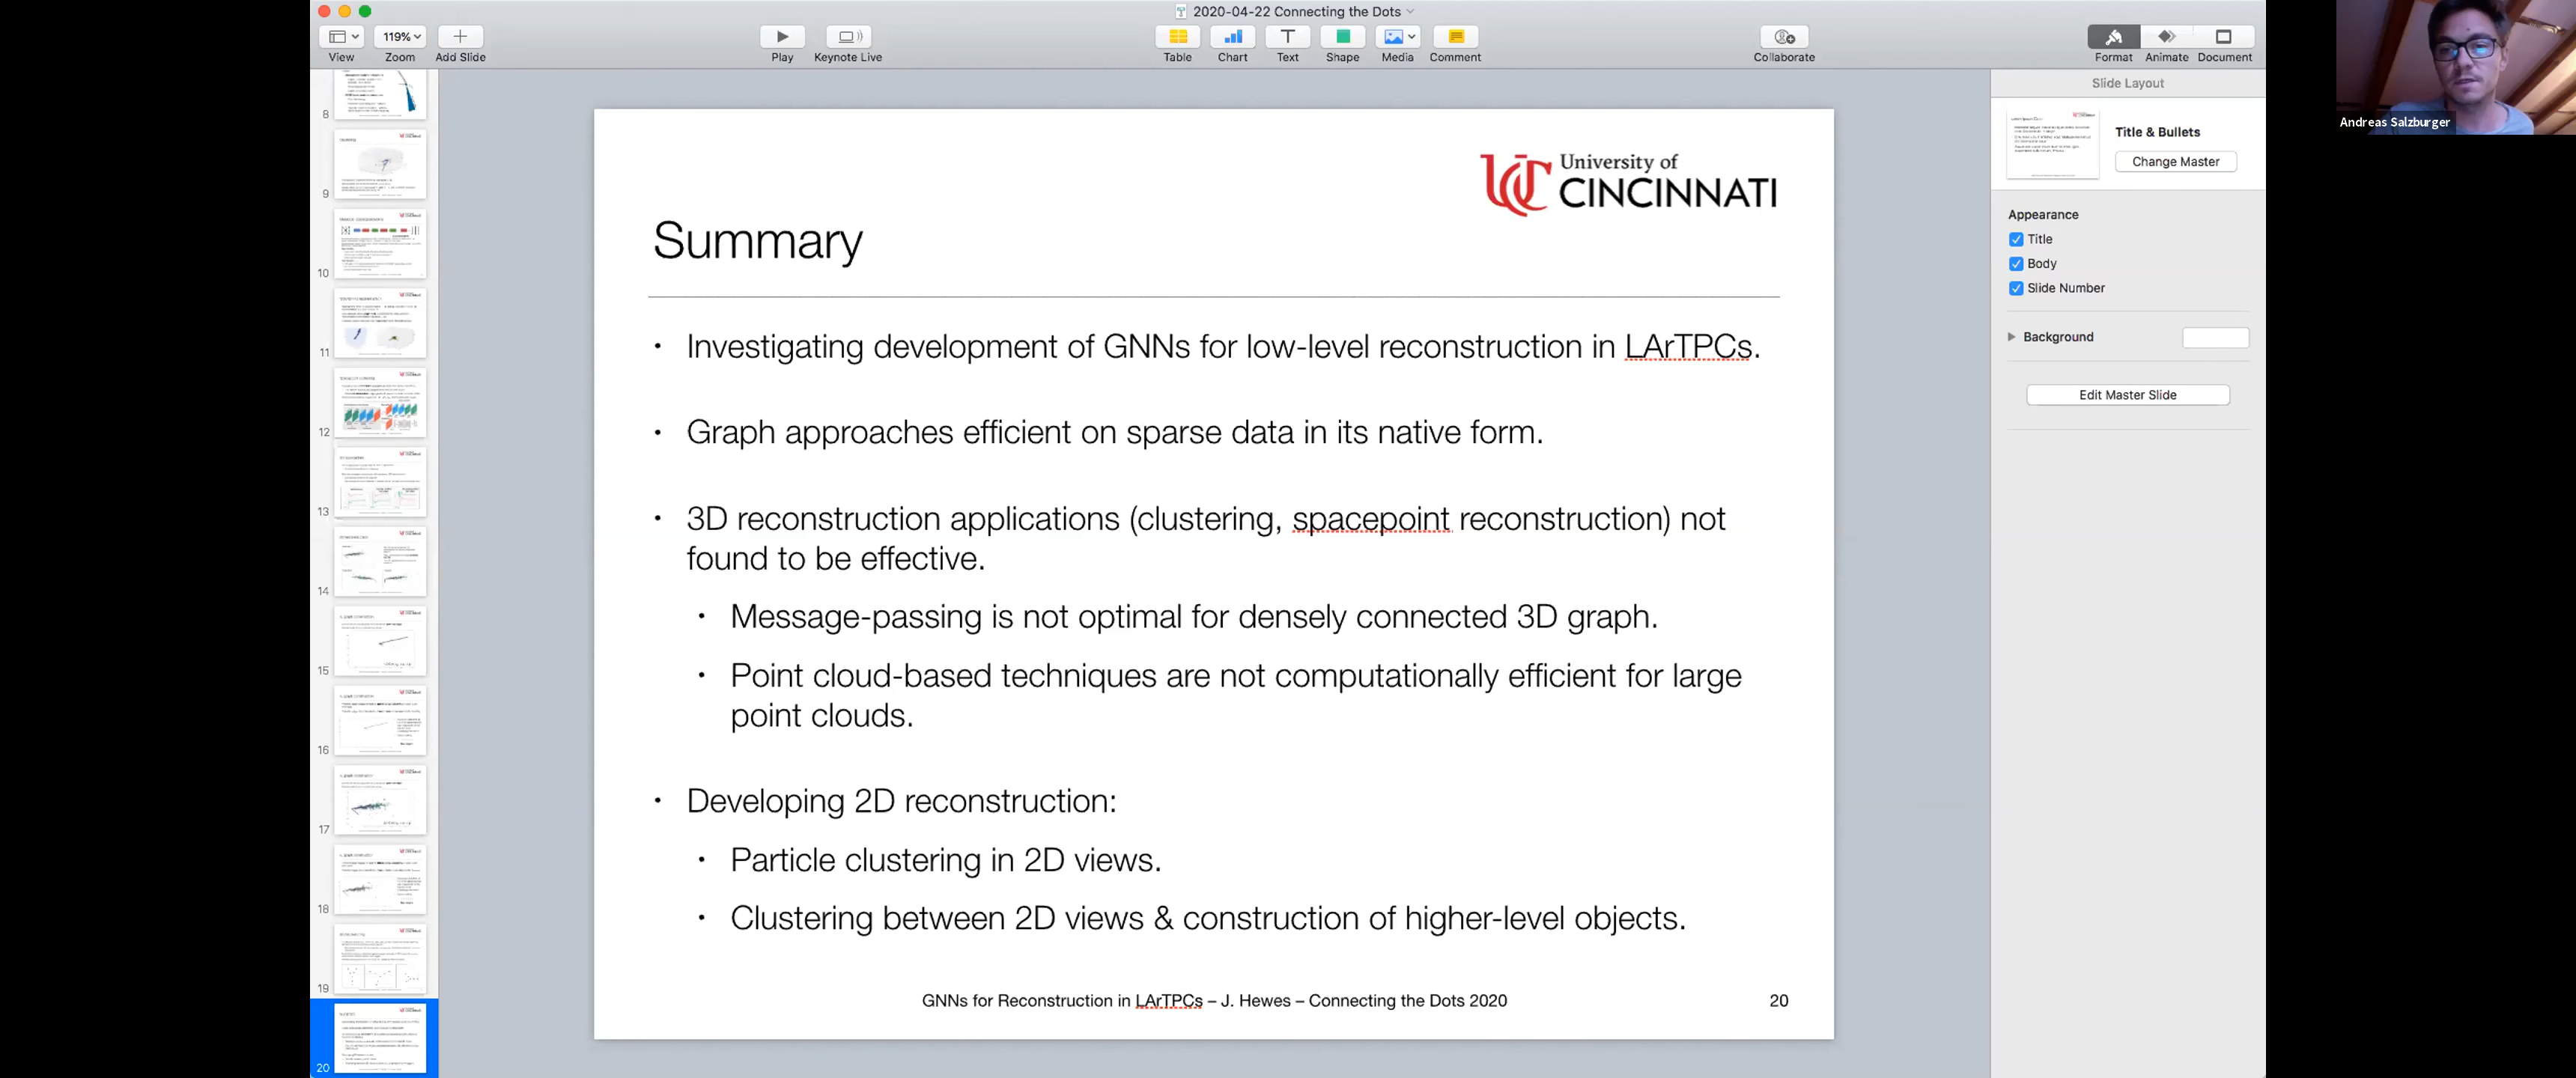 2020-04-22 Connecting the Dots
119%
View
Zoom
Add Slide
Play
Keynote Live
Table
Chart
Text
Shape
Media
Comment
Collaborate
Format
Animate
Document
Andreas Salzburger
8
9
10
11
12
13
14
15
16
17
18
19
20
University of
CINCINNATI
Summary
• Investigating development of GNNs for low-level reconstruction in LArTPCs.
• Graph approaches efficient on sparse data in its native form.
• 3D reconstruction applications (clustering, spacepoint reconstruction) not
found to be effective.
• Message-passing is not optimal for densely connected 3D graph.
• Point cloud-based techniques are not computationally efficient for large
point clouds.
• Developing 2D reconstruction:
• Particle clustering in 2D views.
• Clustering between 2D views & construction of higher-level objects.
GNNs for Reconstruction in LArTPCs – J. Hewes – Connecting the Dots 2020
20
Slide Layout
Title & Bullets
Change Master
Appearance
Title
Body
Slide Number
Background
Edit Master Slide